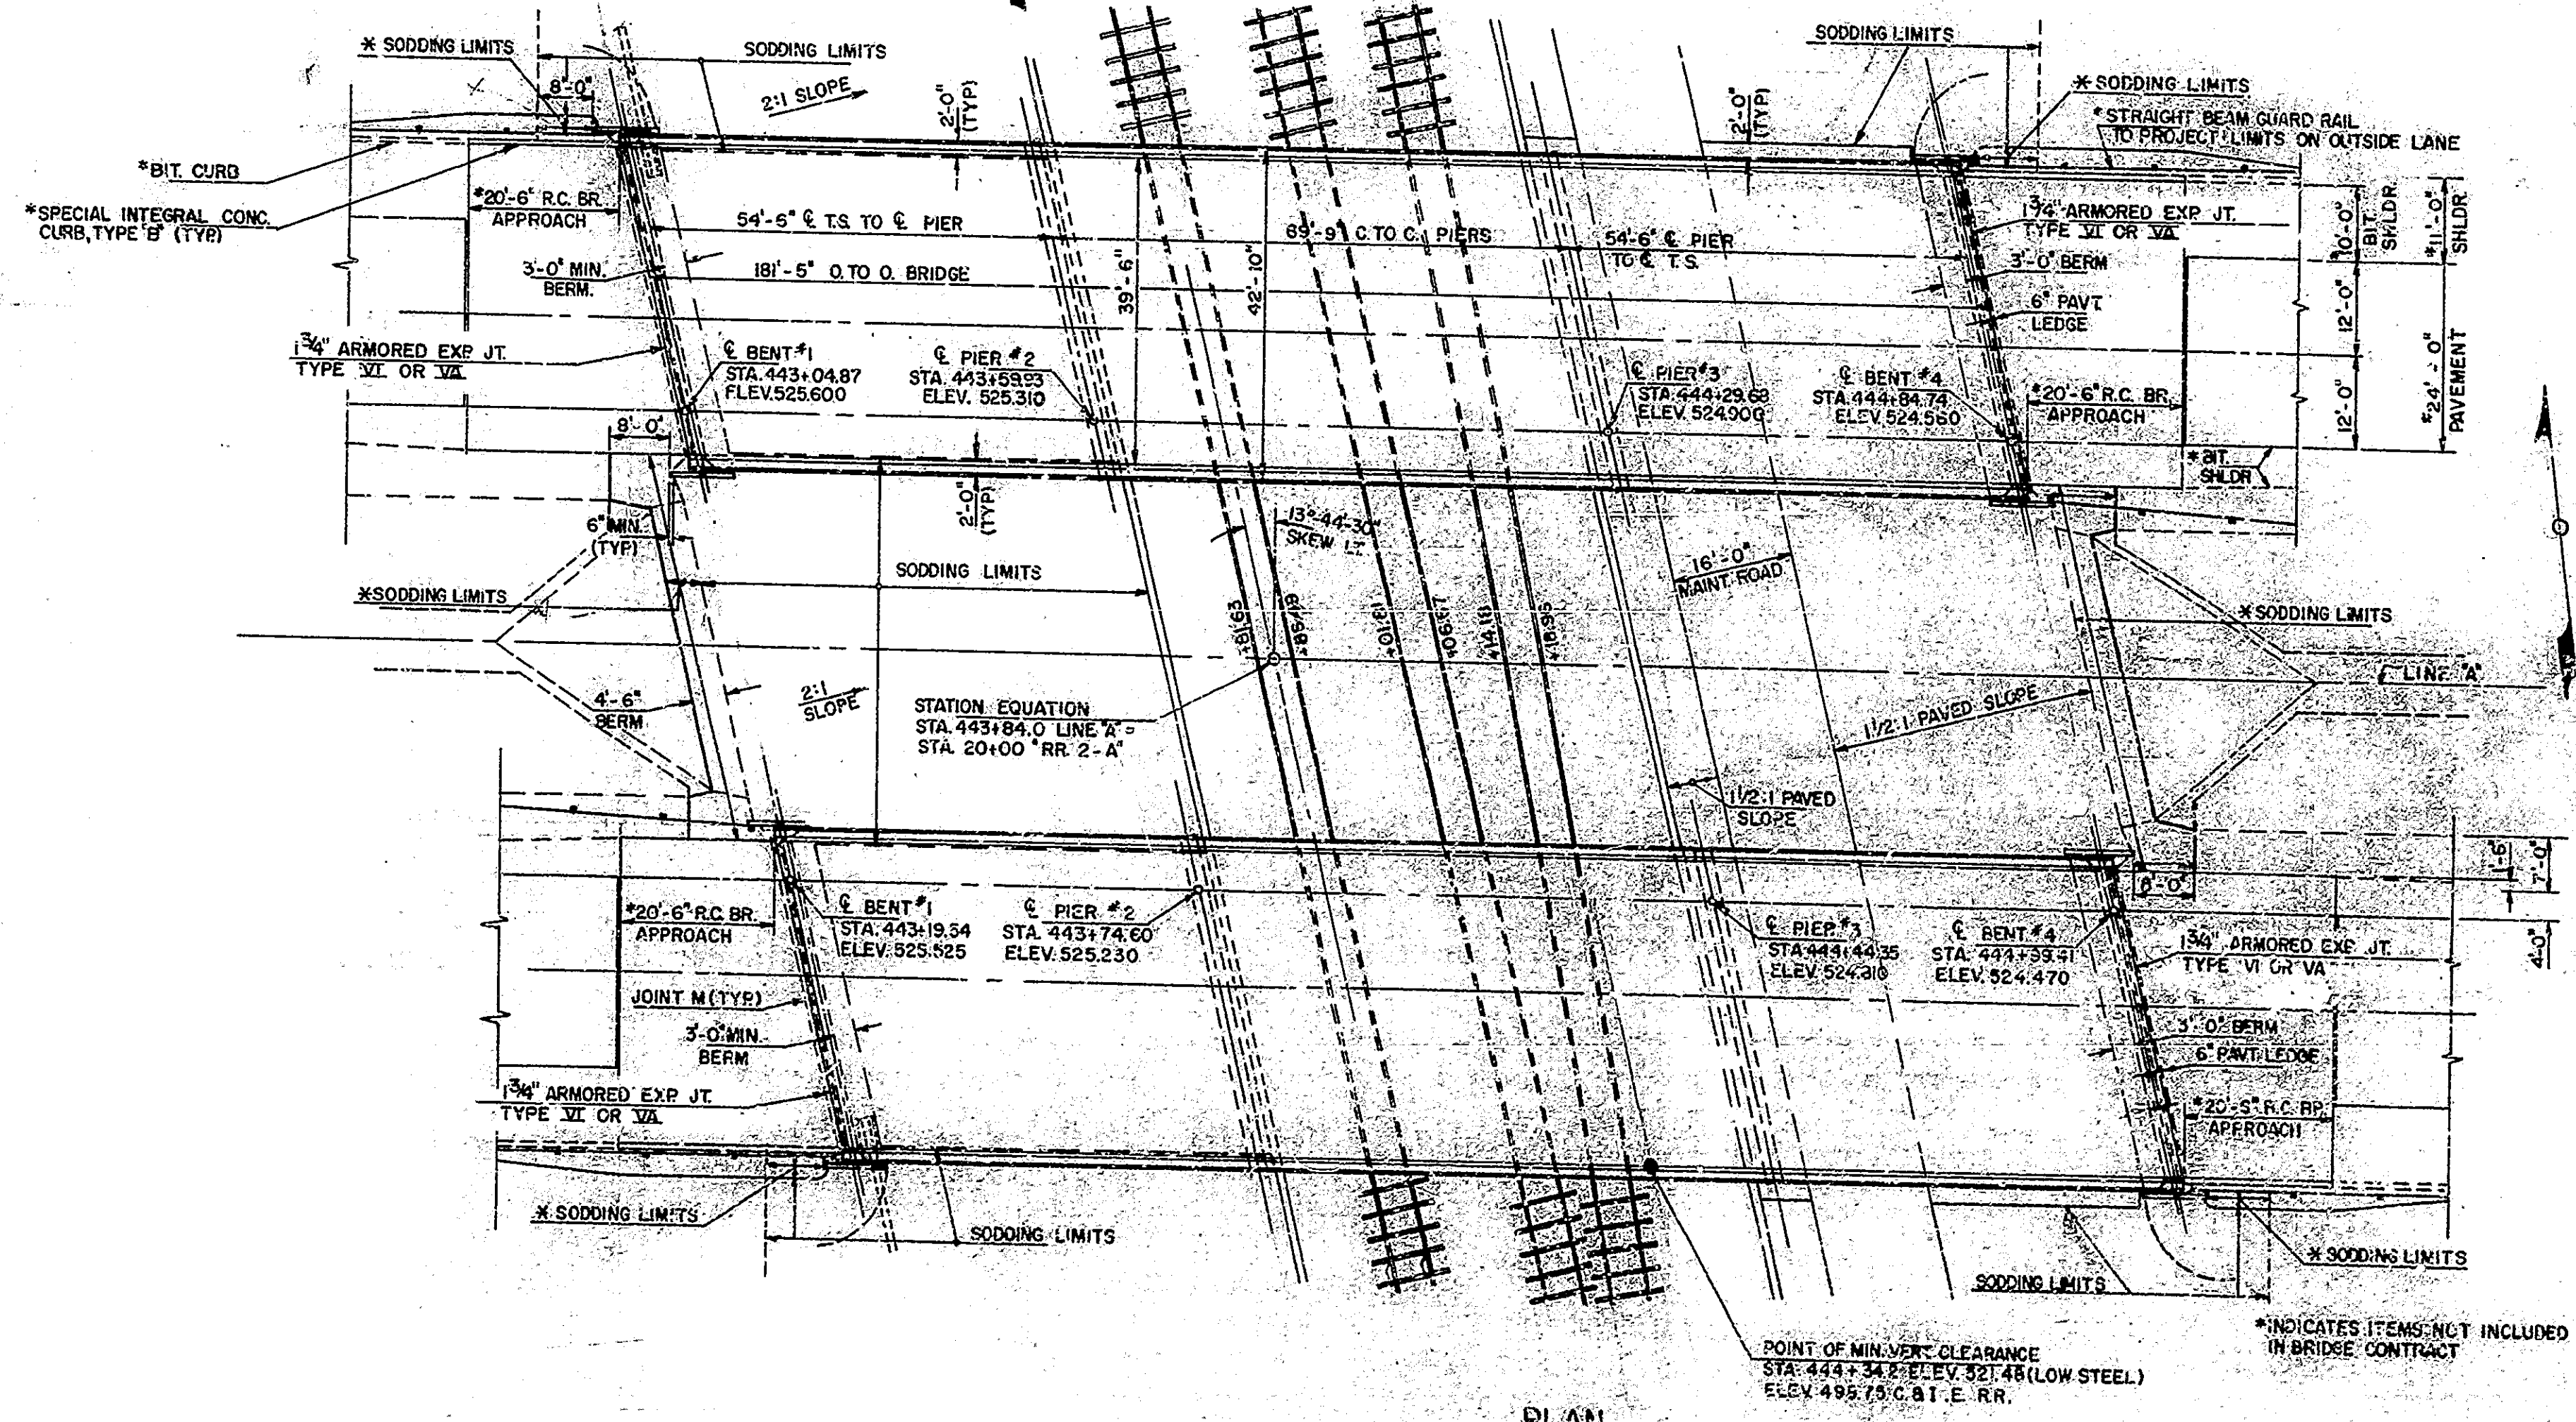 * SODDING LIMITS
SODDING LIMITS
SODDING LIMITS
* SODDING LIMITS
8'-0"
2:1 SLOPE
2'-0"
(TYP)
2'-0"
(TYP)
*STRAIGHT BEAM GUARD RAIL
TO PROJECT LIMITS ON OUTSIDE LANE
*BIT. CURB
*SPECIAL INTEGRAL CONC.
CURB, TYPE "B" (TYP)
*20'-6" R.C. BR.
APPROACH
54'-6" ℄ T.S. TO ℄ PIER
69'-9" C. TO C. PIERS
54'-6" ℄ PIER
TO ℄ T.S.
1 3/4" ARMORED EXP. JT.
TYPE VI OR VA
*10'-0"
BIT.
SHLDR.
*11'-0"
SHLDR.
3'-0" MIN.
BERM.
181'-5" O. TO O. BRIDGE
39'-6"
42'-10"
3'-0" BERM
6" PAVT.
LEDGE
12'-0"
12'-0"
*24'-0"
PAVEMENT
1 3/4" ARMORED EXP. JT.
TYPE VI OR VA
℄ BENT #1
STA. 443+04.87
ELEV. 525.600
℄ PIER #2
STA. 443+59.93
ELEV. 525.310
℄ PIER #3
STA. 444+29.68
ELEV. 524.900
℄ BENT #4
STA. 444+84.74
ELEV. 524.560
*20'-6" R.C. BR.
APPROACH
8'-0"
* BIT.
SHLDR
6" MIN.
(TYP)
2'-0"
(TYP)
13°-44'-30"
SKEW LT.
16'-0"
MAINT. ROAD
SODDING LIMITS
*SODDING LIMITS
* SODDING LIMITS
+81.63
+01.61
+14.18
+18.95
LINE "A"
4'-6"
BERM
2:1
SLOPE
STATION EQUATION
STA. 443+84.0 LINE "A" =
STA. 20+00 "RR. 2-A"
1 1/2:1 PAVED SLOPE
1 1/2:1 PAVED
SLOPE
1'-6"
7'-0"
4'-0"
*20'-6" R.C. BR.
APPROACH
℄ BENT #1
STA. 443+19.54
ELEV. 525.525
℄ PIER #2
STA. 443+74.60
ELEV. 525.230
℄ PIER #3
STA. 444+44.35
ELEV.
℄ BENT #4
STA. 444+99.41
ELEV. 524.470
1 3/4" ARMORED EXP. JT.
TYPE VI OR VA
JOINT M (TYP)
3'-0" MIN.
BERM
3'-0" BERM
6" PAVT. LEDGE
1 3/4" ARMORED EXP. JT.
TYPE VI OR VA
R.C. BR.
APPROACH
* SODDING LIMITS
SODDING LIMITS
* SODDING LIMITS
SODDING LIMITS
*INDICATES ITEMS NOT INCLUDED
IN BRIDGE CONTRACT
POINT OF MIN. VERT. CLEARANCE
STA. 444+34.2 ELEV. 521.48 (LOW STEEL)
ELEV. 495.75 C. & I. E. RR.
PLAN